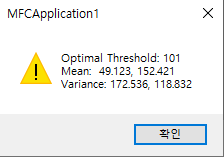 MFCApplication1
Optimal Threshold: 101
Mean: 49.123, 152.421
Variance: 172.536, 118.832
확인